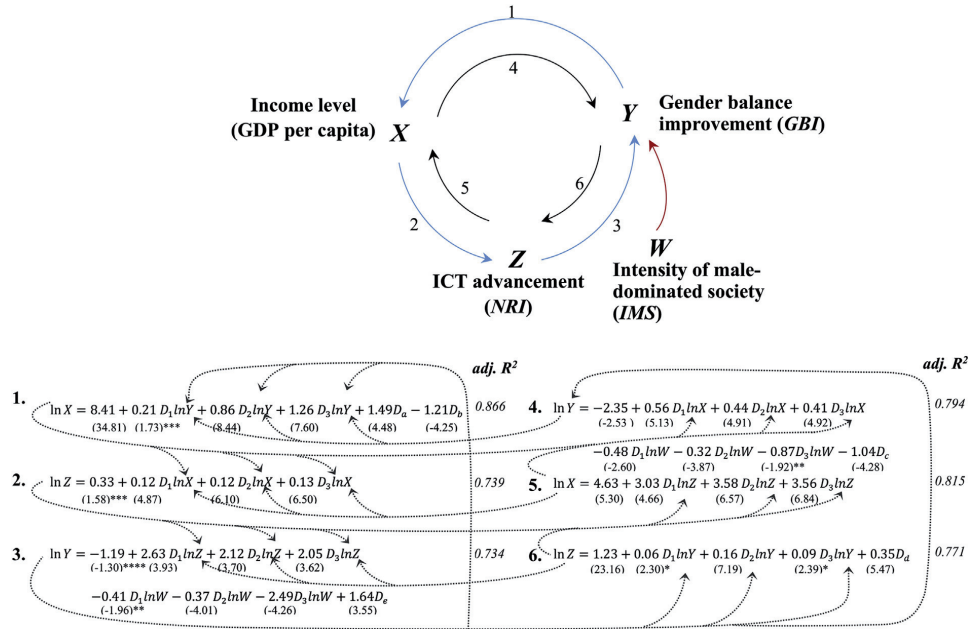 1
4
Income level
(GDP per capita)
X
Y
Gender balance
improvement (GBI)
5
6
2
3
Z
ICT advancement
(NRI)
W
Intensity of male-
dominated society
(IMS)
adj. R²
adj. R²
1.
ln X = 8.41 + 0.21 D₁lnY + 0.86 D₂lnY + 1.26 D₃lnY + 1.49Dₐ − 1.21D_b 0.866
(34.81) (1.73)*** (8.44) (7.60) (4.48) (-4.25)
4.
ln Y = −2.35 + 0.56 D₁lnX + 0.44 D₂lnX + 0.41 D₃lnX 0.794
(-2.53) (5.13) (4.91) (4.92)
−0.48 D₁lnW − 0.32 D₂lnW − 0.87D₃lnW − 1.04D_c
(-2.60) (-3.87) (-1.92)** (-4.28)
2.
ln Z = 0.33 + 0.12 D₁lnX + 0.12 D₂lnX + 0.13 D₃lnX 0.739
(1.58)*** (4.87) (6.10) (6.50)
5.
ln X = 4.63 + 3.03 D₁lnZ + 3.58 D₂lnZ + 3.56 D₃lnZ 0.815
(5.30) (4.66) (6.57) (6.84)
3.
ln Y = −1.19 + 2.63 D₁lnZ + 2.12 D₂lnZ + 2.05 D₃lnZ 0.734
(-1.30)**** (3.93) (3.70) (3.62)
−0.41 D₁lnW − 0.37 D₂lnW − 2.49D₃lnW + 1.64D_e
(-1.96)** (-4.01) (-4.26) (3.55)
6.
ln Z = 1.23 + 0.06 D₁lnY + 0.16 D₂lnY + 0.09 D₃lnY + 0.35D_d 0.771
(23.16) (2.30)* (7.19) (2.39)* (5.47)